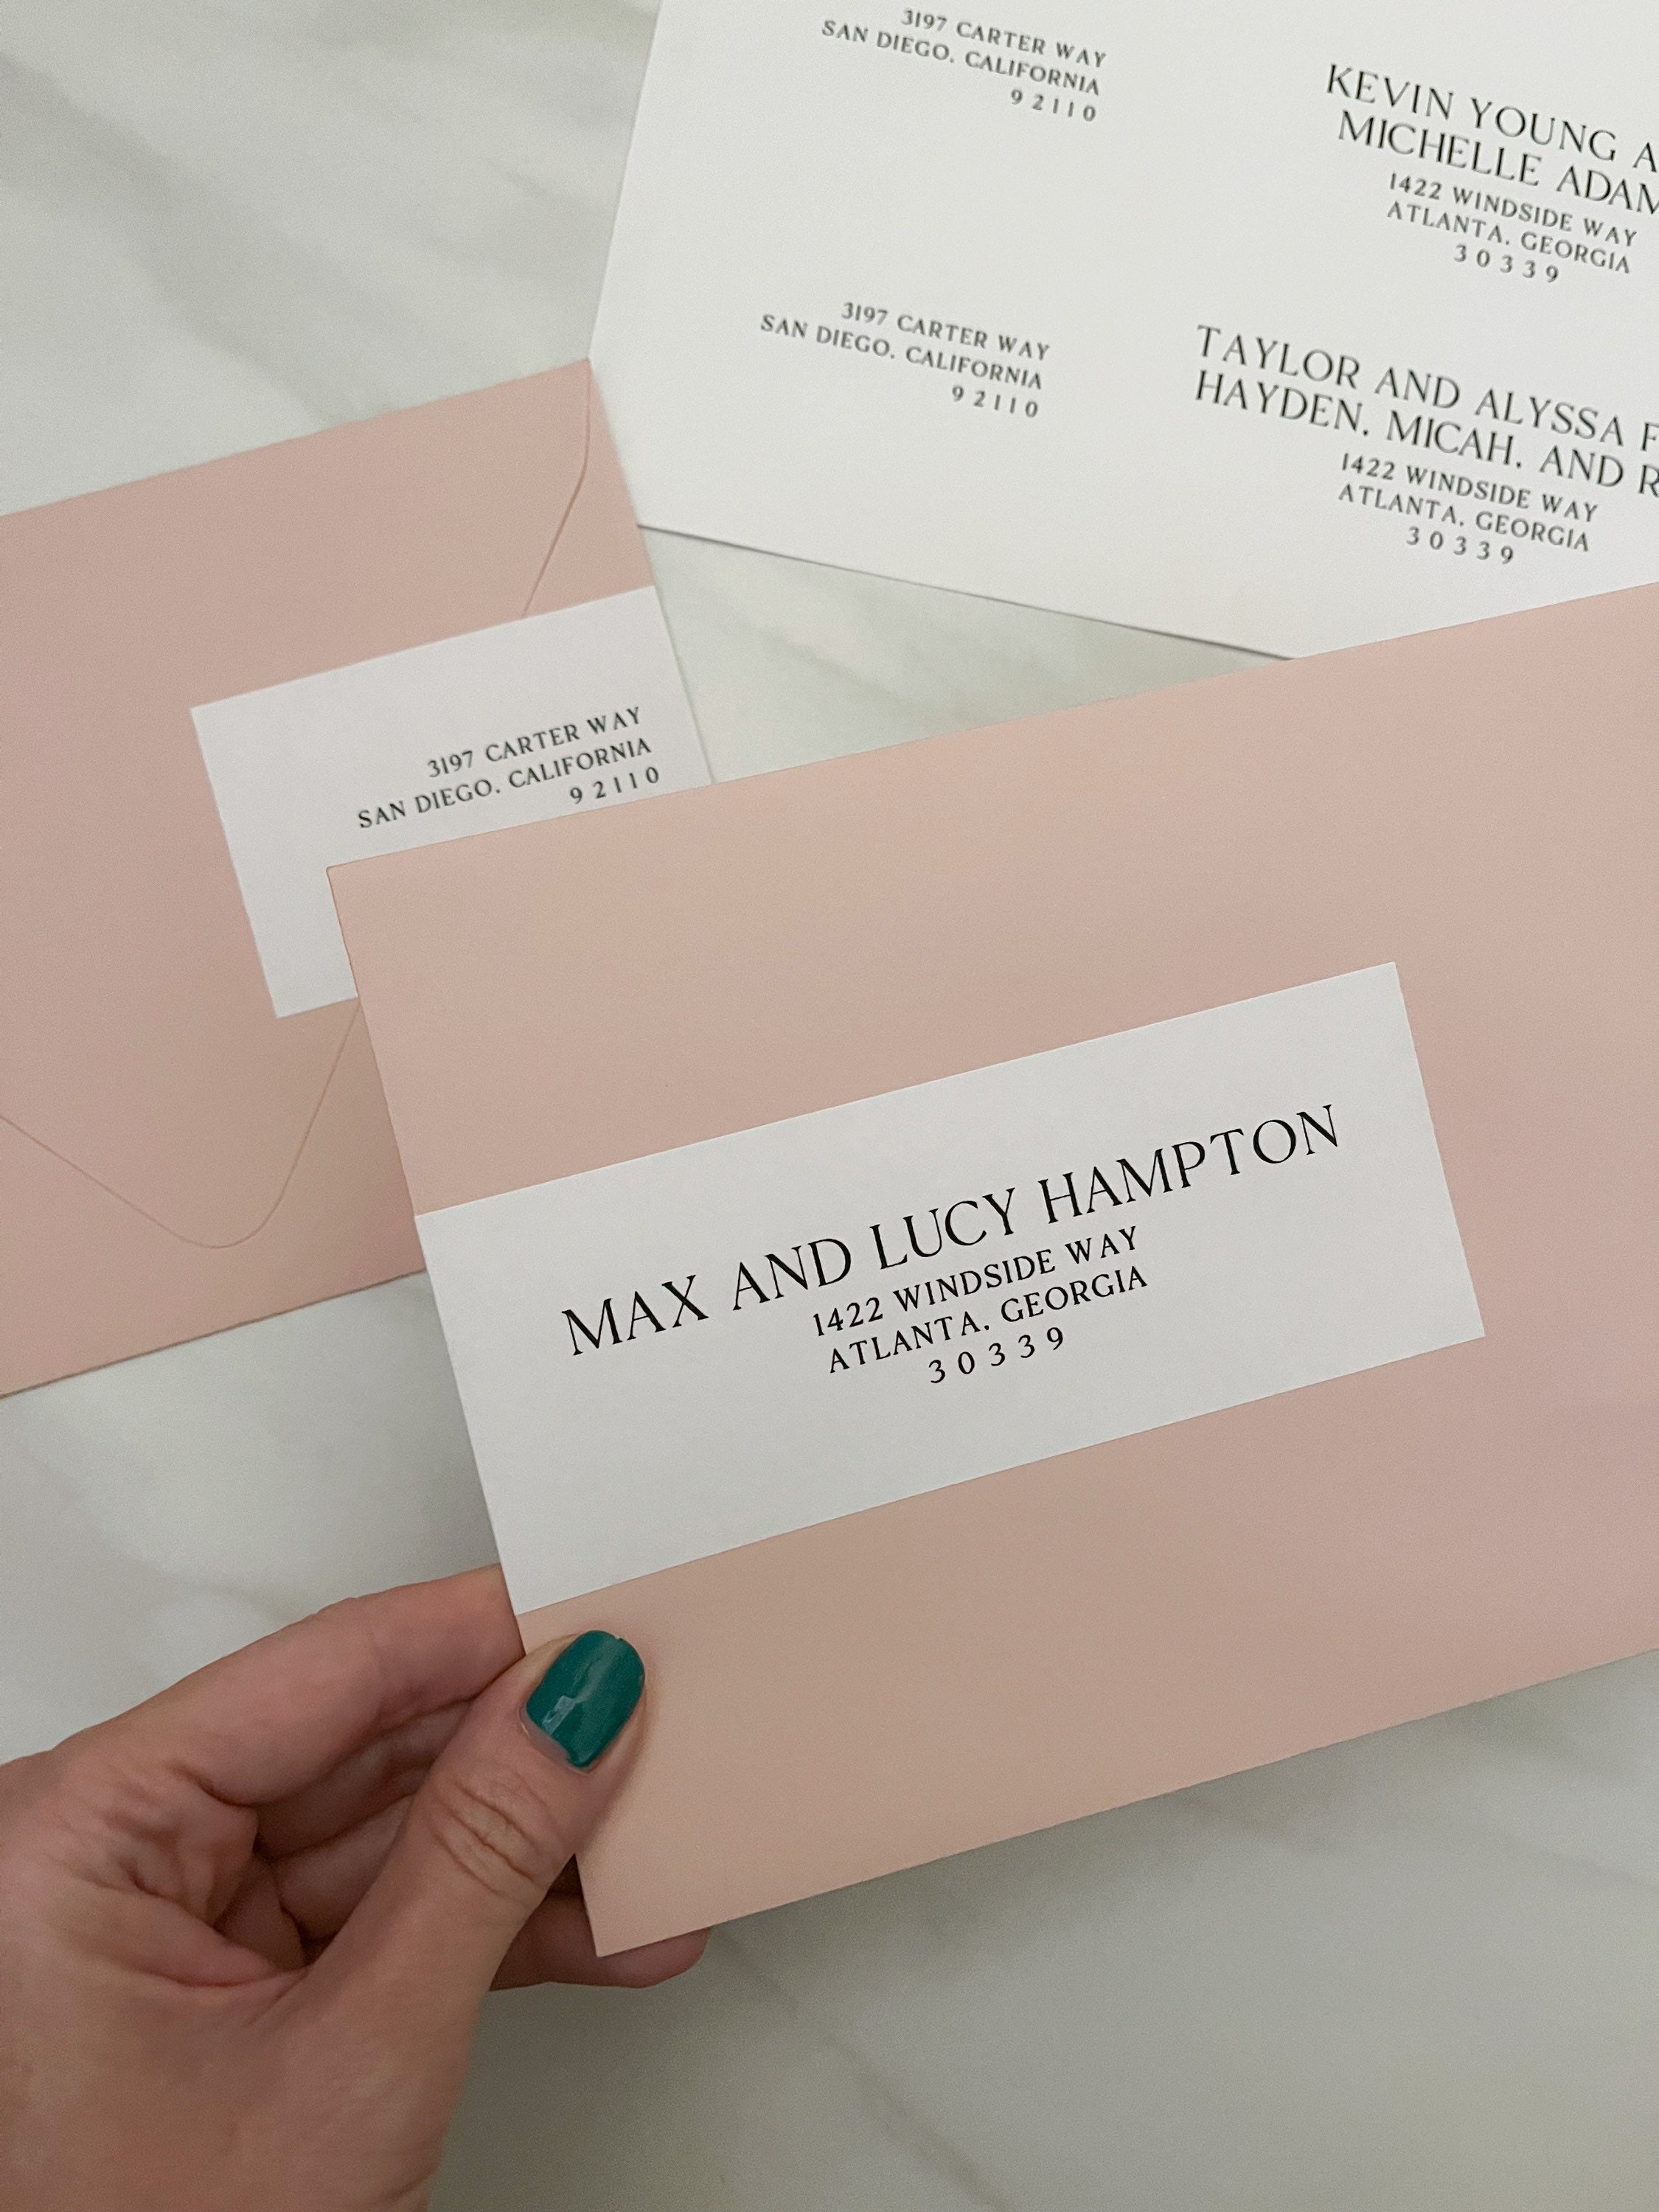 3197 CARTER WAY
SAN DIEGO, CALIFORNIA
92110
KEVIN YOUNG
MICHELLE
1422 WINDSIDE WAY
ATLANTA, GEORGIA
30339
3197 CARTER WAY
SAN DIEGO, CALIFORNIA
92110
TAYLOR AND ALYSSA
HAYDEN, MICAH, AND
1422 WINDSIDE WAY
ATLANTA, GEORGIA
30339
3197 CARTER WAY
SAN DIEGO, CALIFORNIA
92110
MAX AND LUCY HAMPTON
1422 WINDSIDE WAY
ATLANTA, GEORGIA
30339